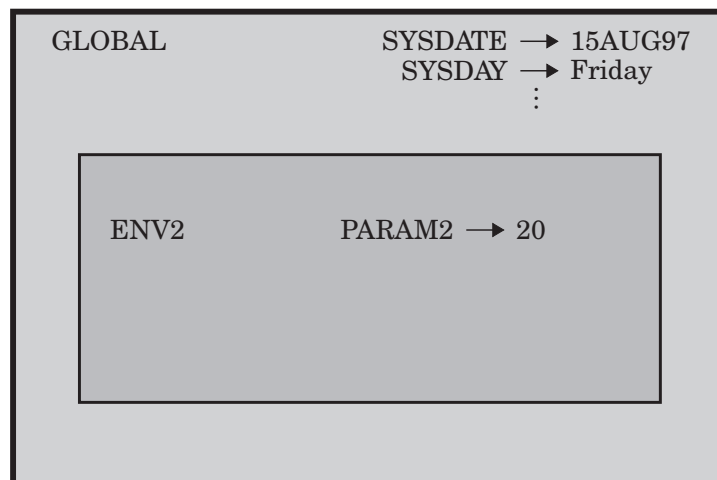 GLOBAL SYSDATE → 15AUG97
SYSDAY → Friday
⋮
ENV2 PARAM2 → 20